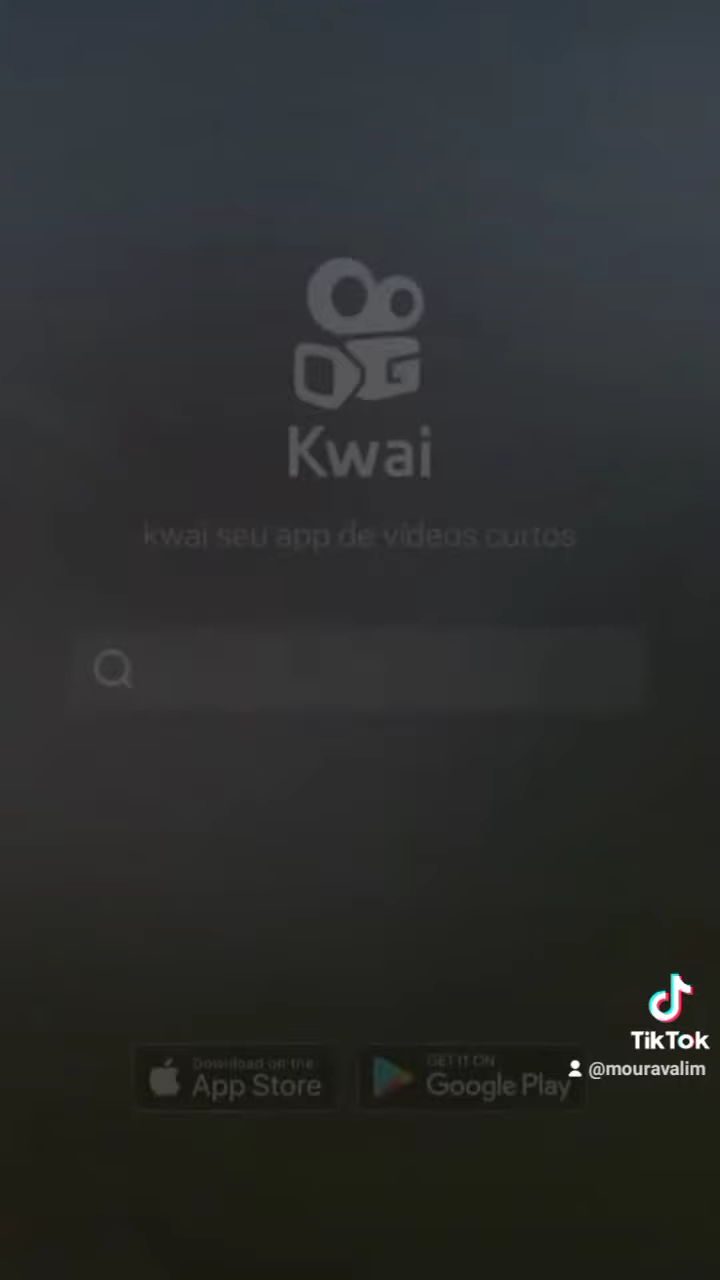 Kwai
kwai seu app de vídeos curtos
TikTok
@mouravalim
Download on the
App Store
GET IT ON
Google Play